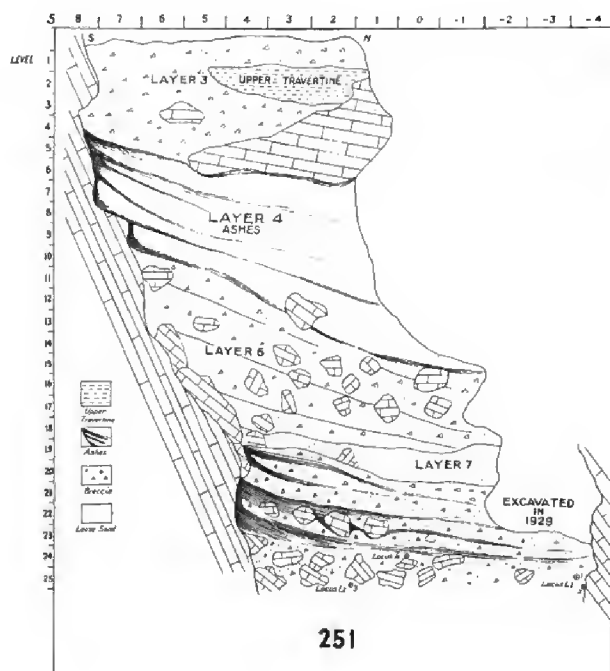 5 8 7 6 5 4 3 2 1 0 -1 -2 -3 -4
S N
LEVEL
1
2
3
4
5
6
7
8
9
10
11
12
13
14
15
16
17
18
19
20
21
22
23
24
25
LAYER 3
UPPER TRAVERTINE
LAYER 4
ASHES
LAYER 6
LAYER 7
EXCAVATED
IN
1929
Upper
Travertine
Ashes
Breccia
Loose Sand
Locus
Locus
Locus
251